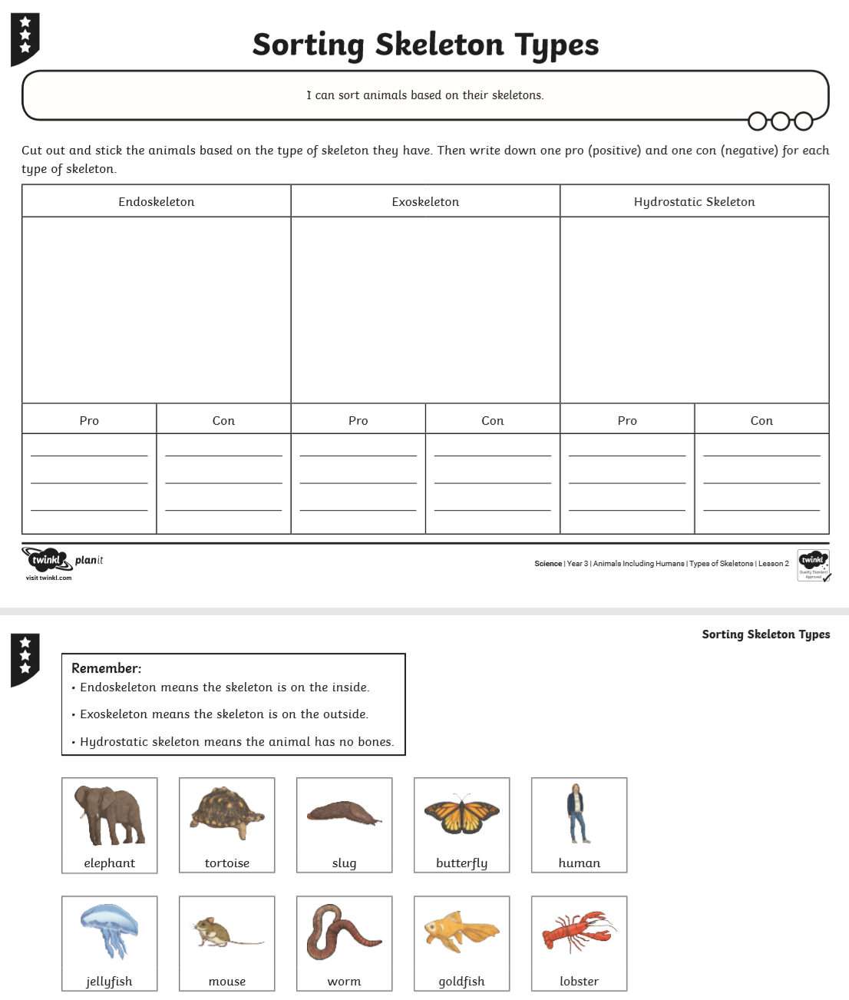 Sorting Skeleton Types
I can sort animals based on their skeletons.
Cut out and stick the animals based on the type of skeleton they have. Then write down one pro (positive) and one con (negative) for each
type of skeleton.
Endoskeleton Exoskeleton Hydrostatic Skeleton
Pro Con Pro Con Pro Con
twinkl planit
visit twinkl.com
Science | Year 3 | Animals Including Humans | Types of Skeletons | Lesson 2
twinkl
Quality Standard
Approved
Sorting Skeleton Types
Remember:
• Endoskeleton means the skeleton is on the inside.
• Exoskeleton means the skeleton is on the outside.
• Hydrostatic skeleton means the animal has no bones.
elephant tortoise slug butterfly human
jellyfish mouse worm goldfish lobster